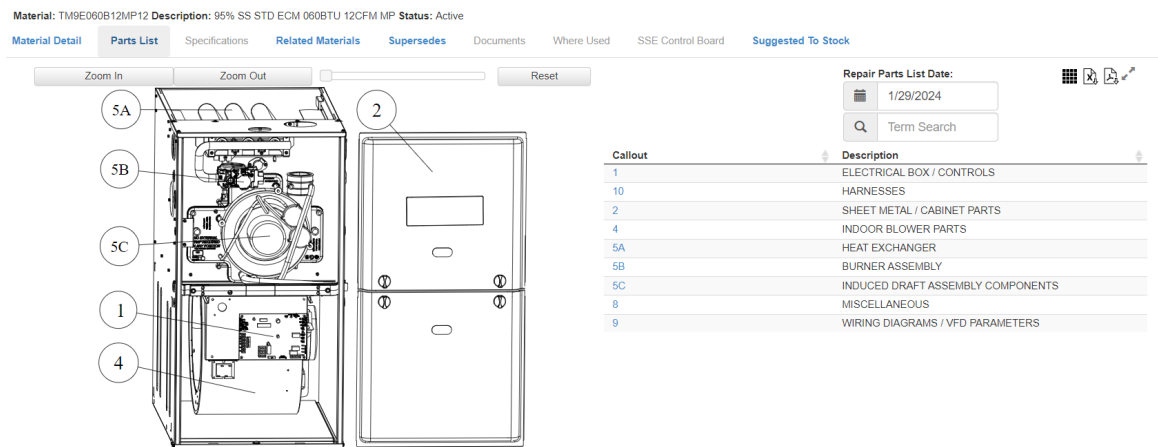 Material: TM9E060B12MP12 Description: 95% SS STD ECM 060BTU 12CFM MP Status: Active
Material Detail Parts List Specifications Related Materials Supersedes Documents Where Used SSE Control Board Suggested To Stock
Zoom In Zoom Out Reset
Repair Parts List Date:
1/29/2024
Term Search
5A
2
5B
5C
1
4
Callout Description
1 ELECTRICAL BOX / CONTROLS
10 HARNESSES
2 SHEET METAL / CABINET PARTS
4 INDOOR BLOWER PARTS
5A HEAT EXCHANGER
5B BURNER ASSEMBLY
5C INDUCED DRAFT ASSEMBLY COMPONENTS
8 MISCELLANEOUS
9 WIRING DIAGRAMS / VFD PARAMETERS